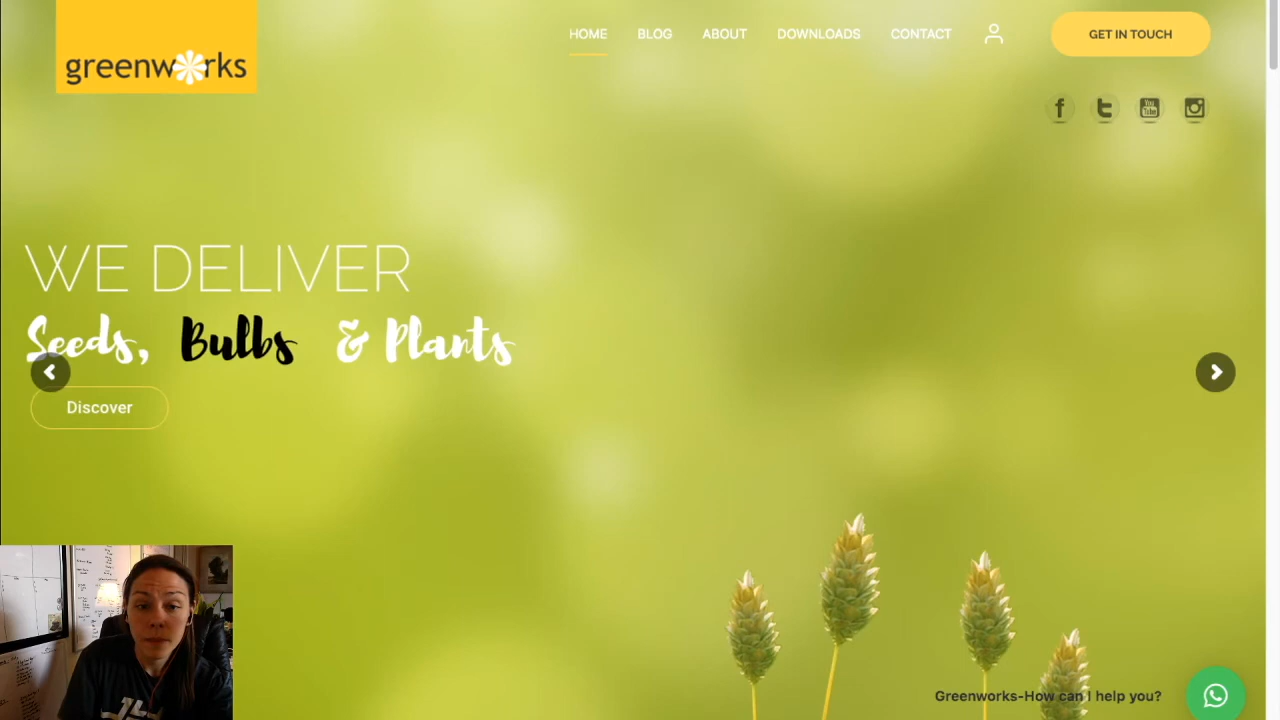 greenworks
HOME BLOG ABOUT DOWNLOADS CONTACT
GET IN TOUCH
WE DELIVER
Seeds, Bulbs & Plants
Discover
Greenworks-How can I help you?